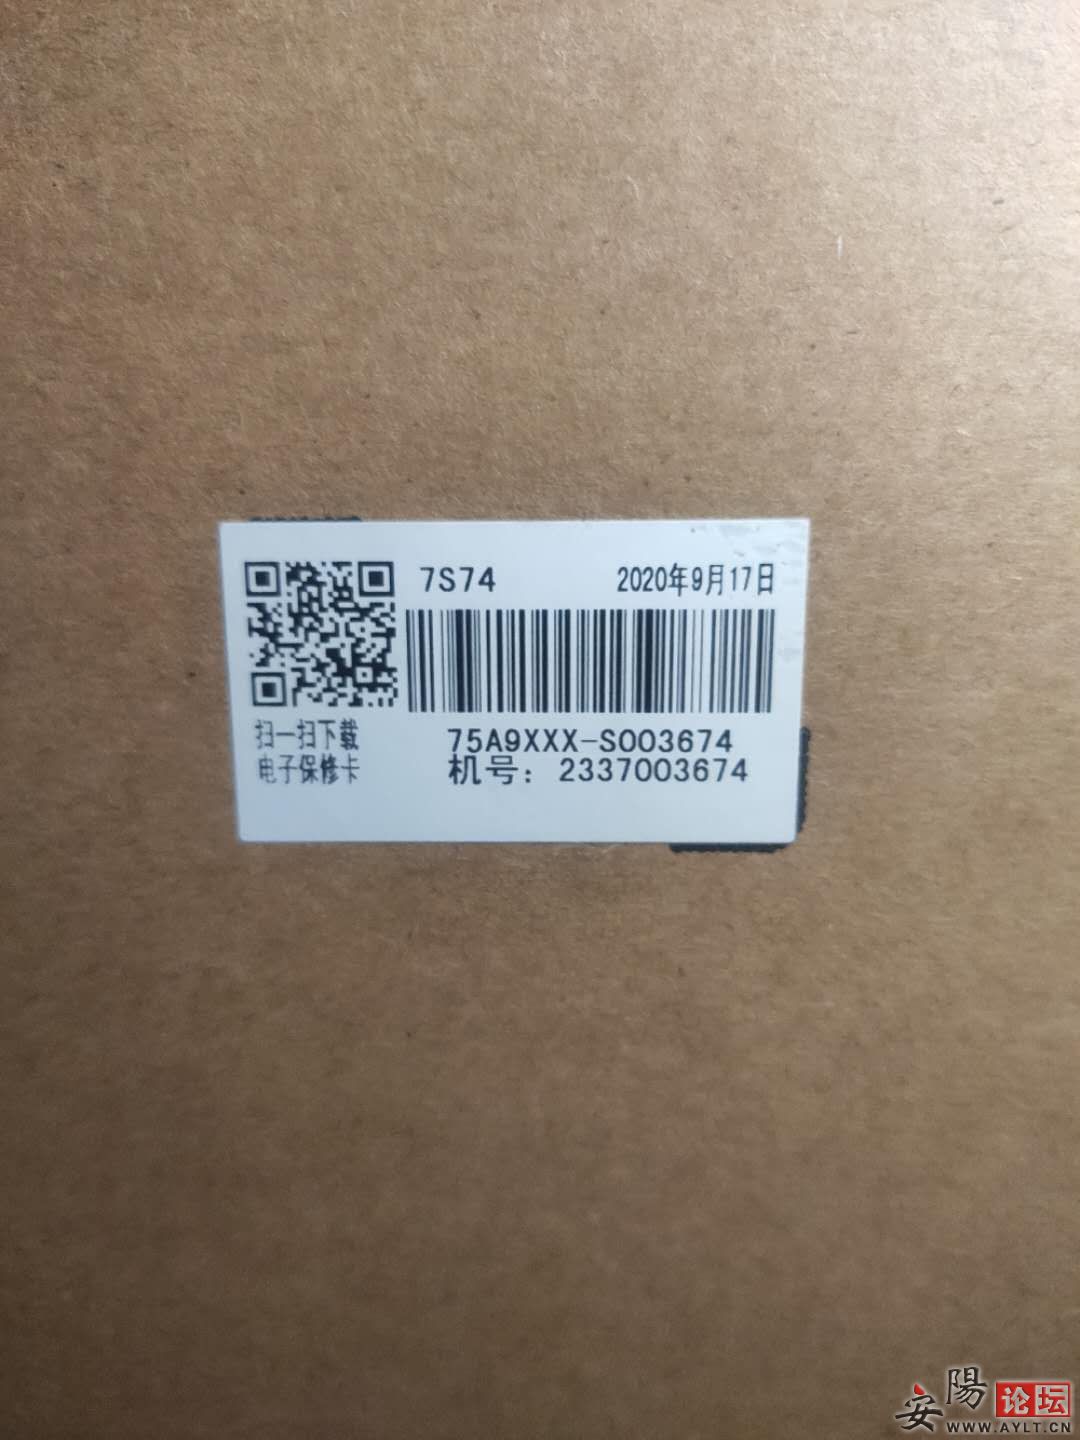 7S74
2020年9月17日
75A9XXX-S003674
机号：2337003674
扫一扫下载
电子保修卡
安陽论坛
WWW.AYLT.CN